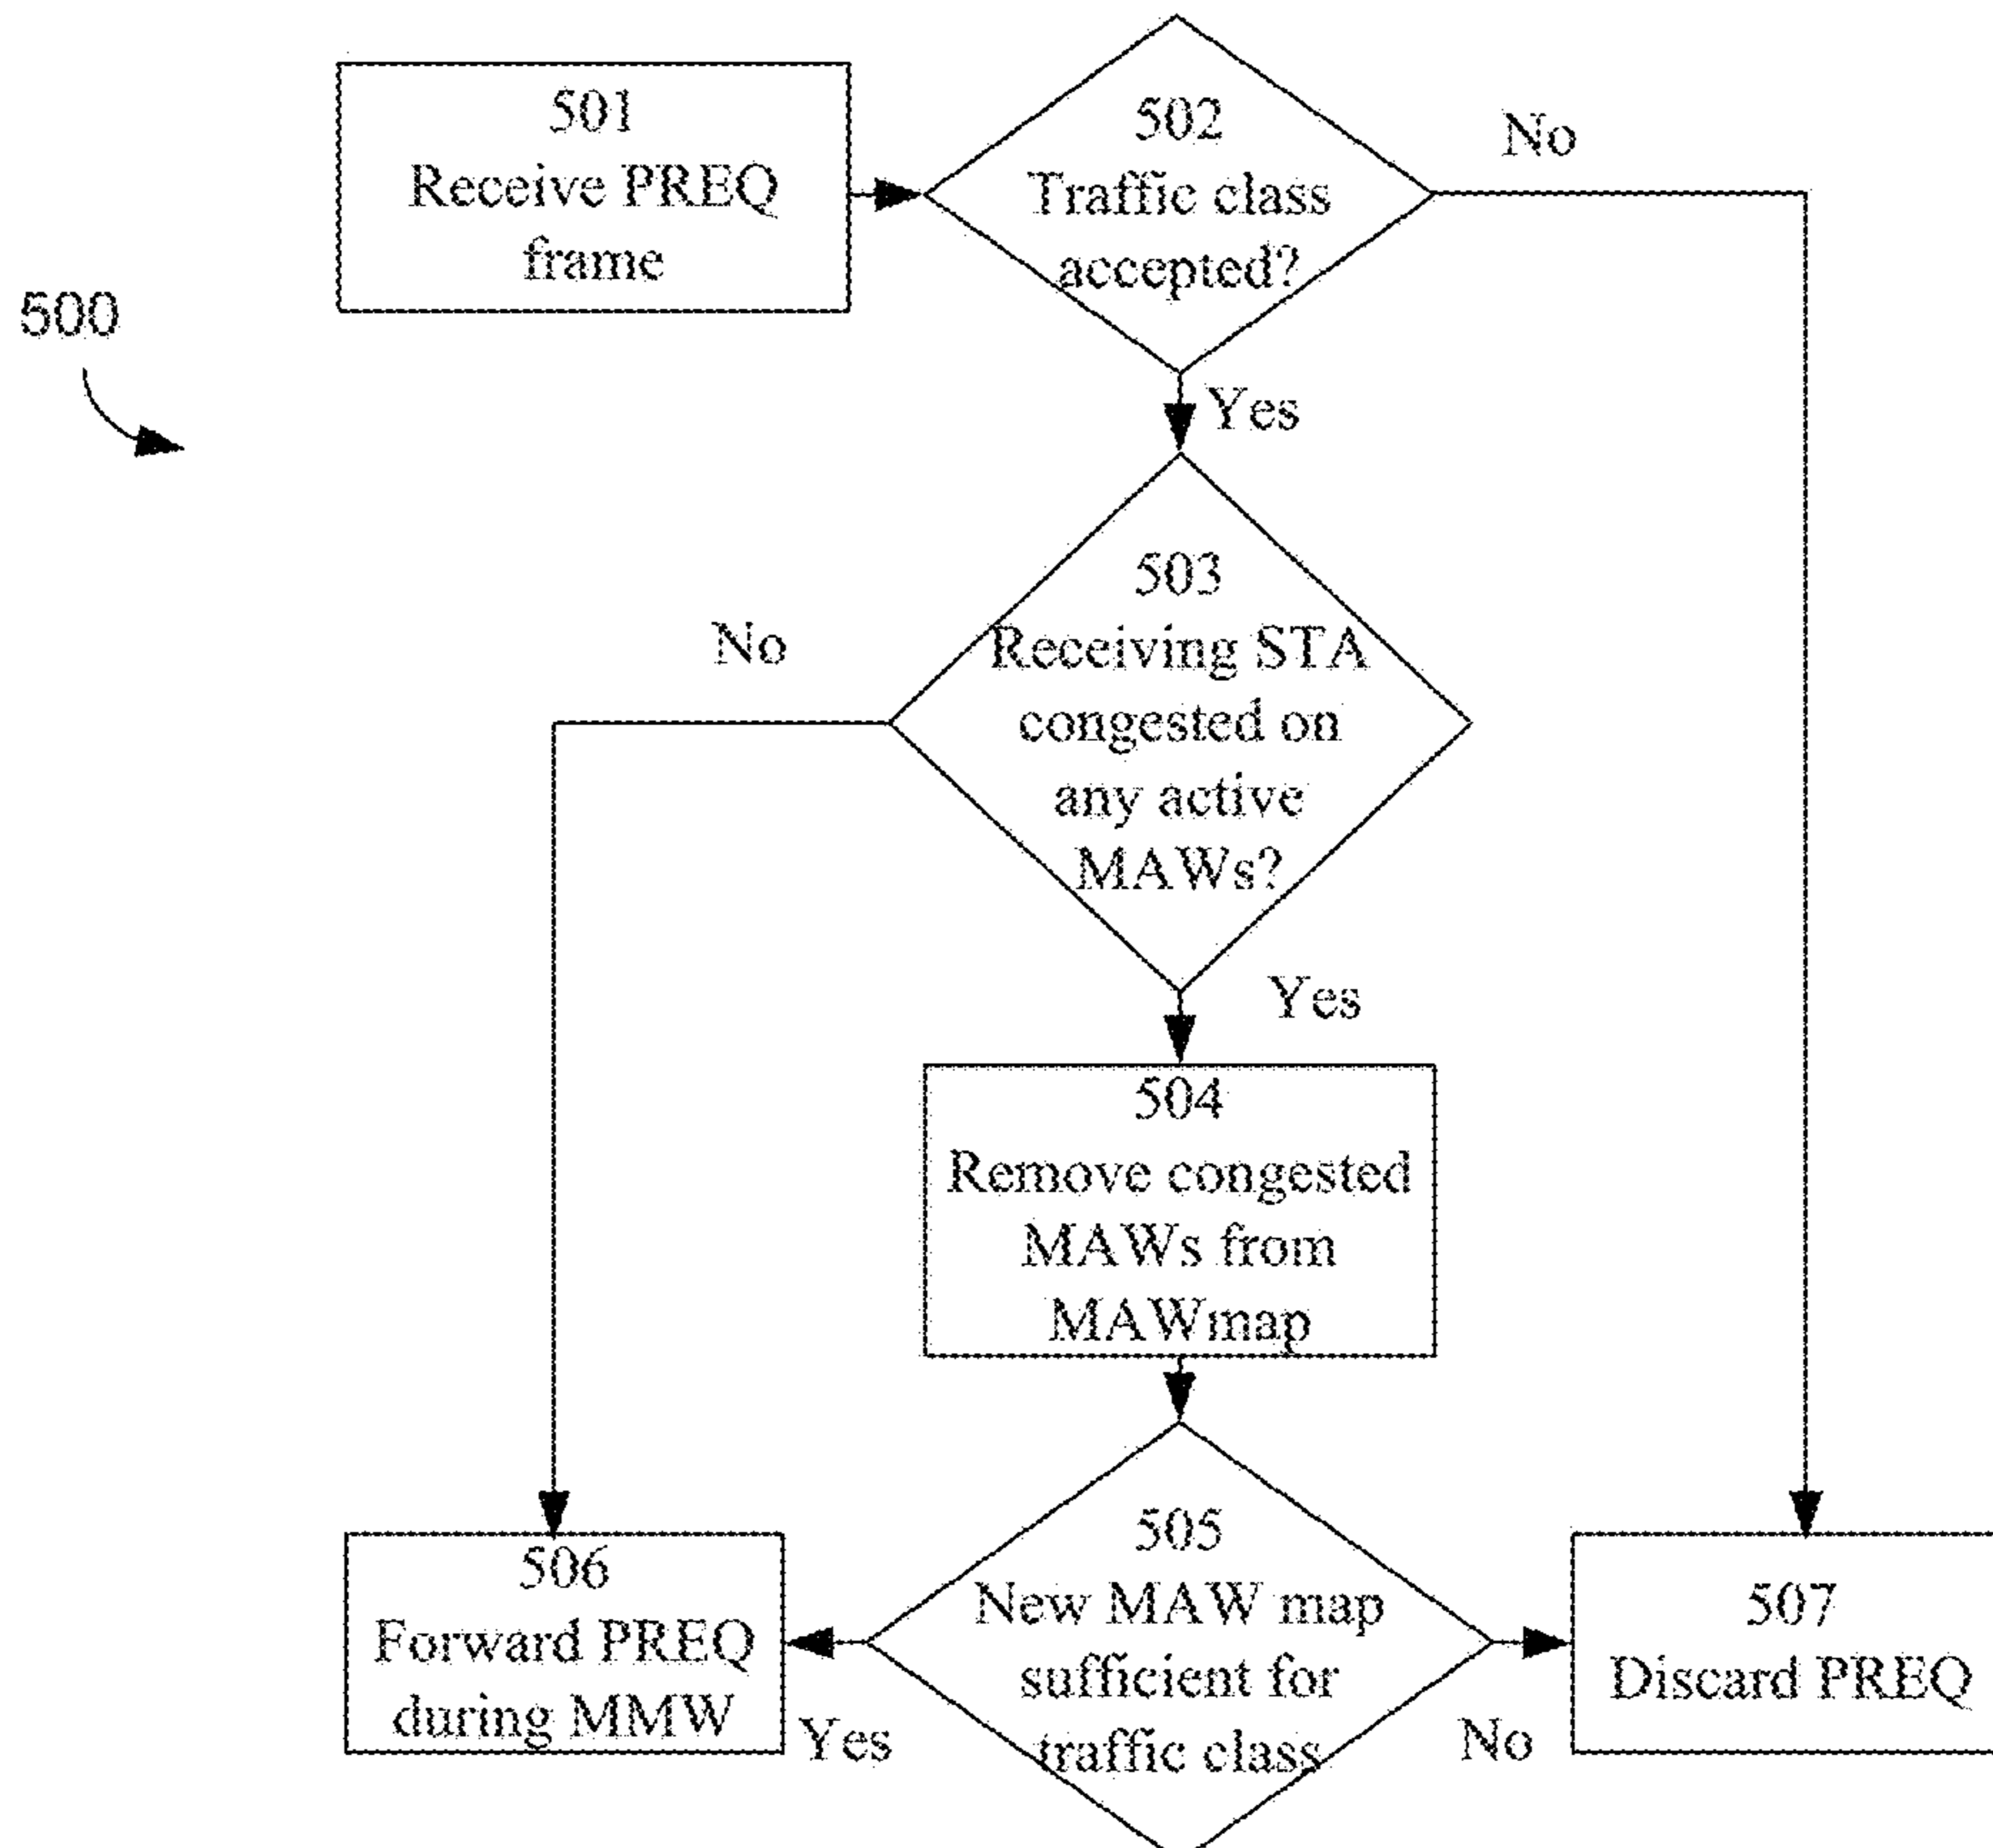 501
Receive PREQ
frame
502
Traffic class
accepted?
No
500
Yes
503
Receiving STA
congested on
any active
MAWs?
No
Yes
504
Remove congested
MAWs from
MAWmap
505
New MAW map
sufficient for
traffic class
506
Forward PREQ
during MMW
Yes
No
507
Discard PREQ